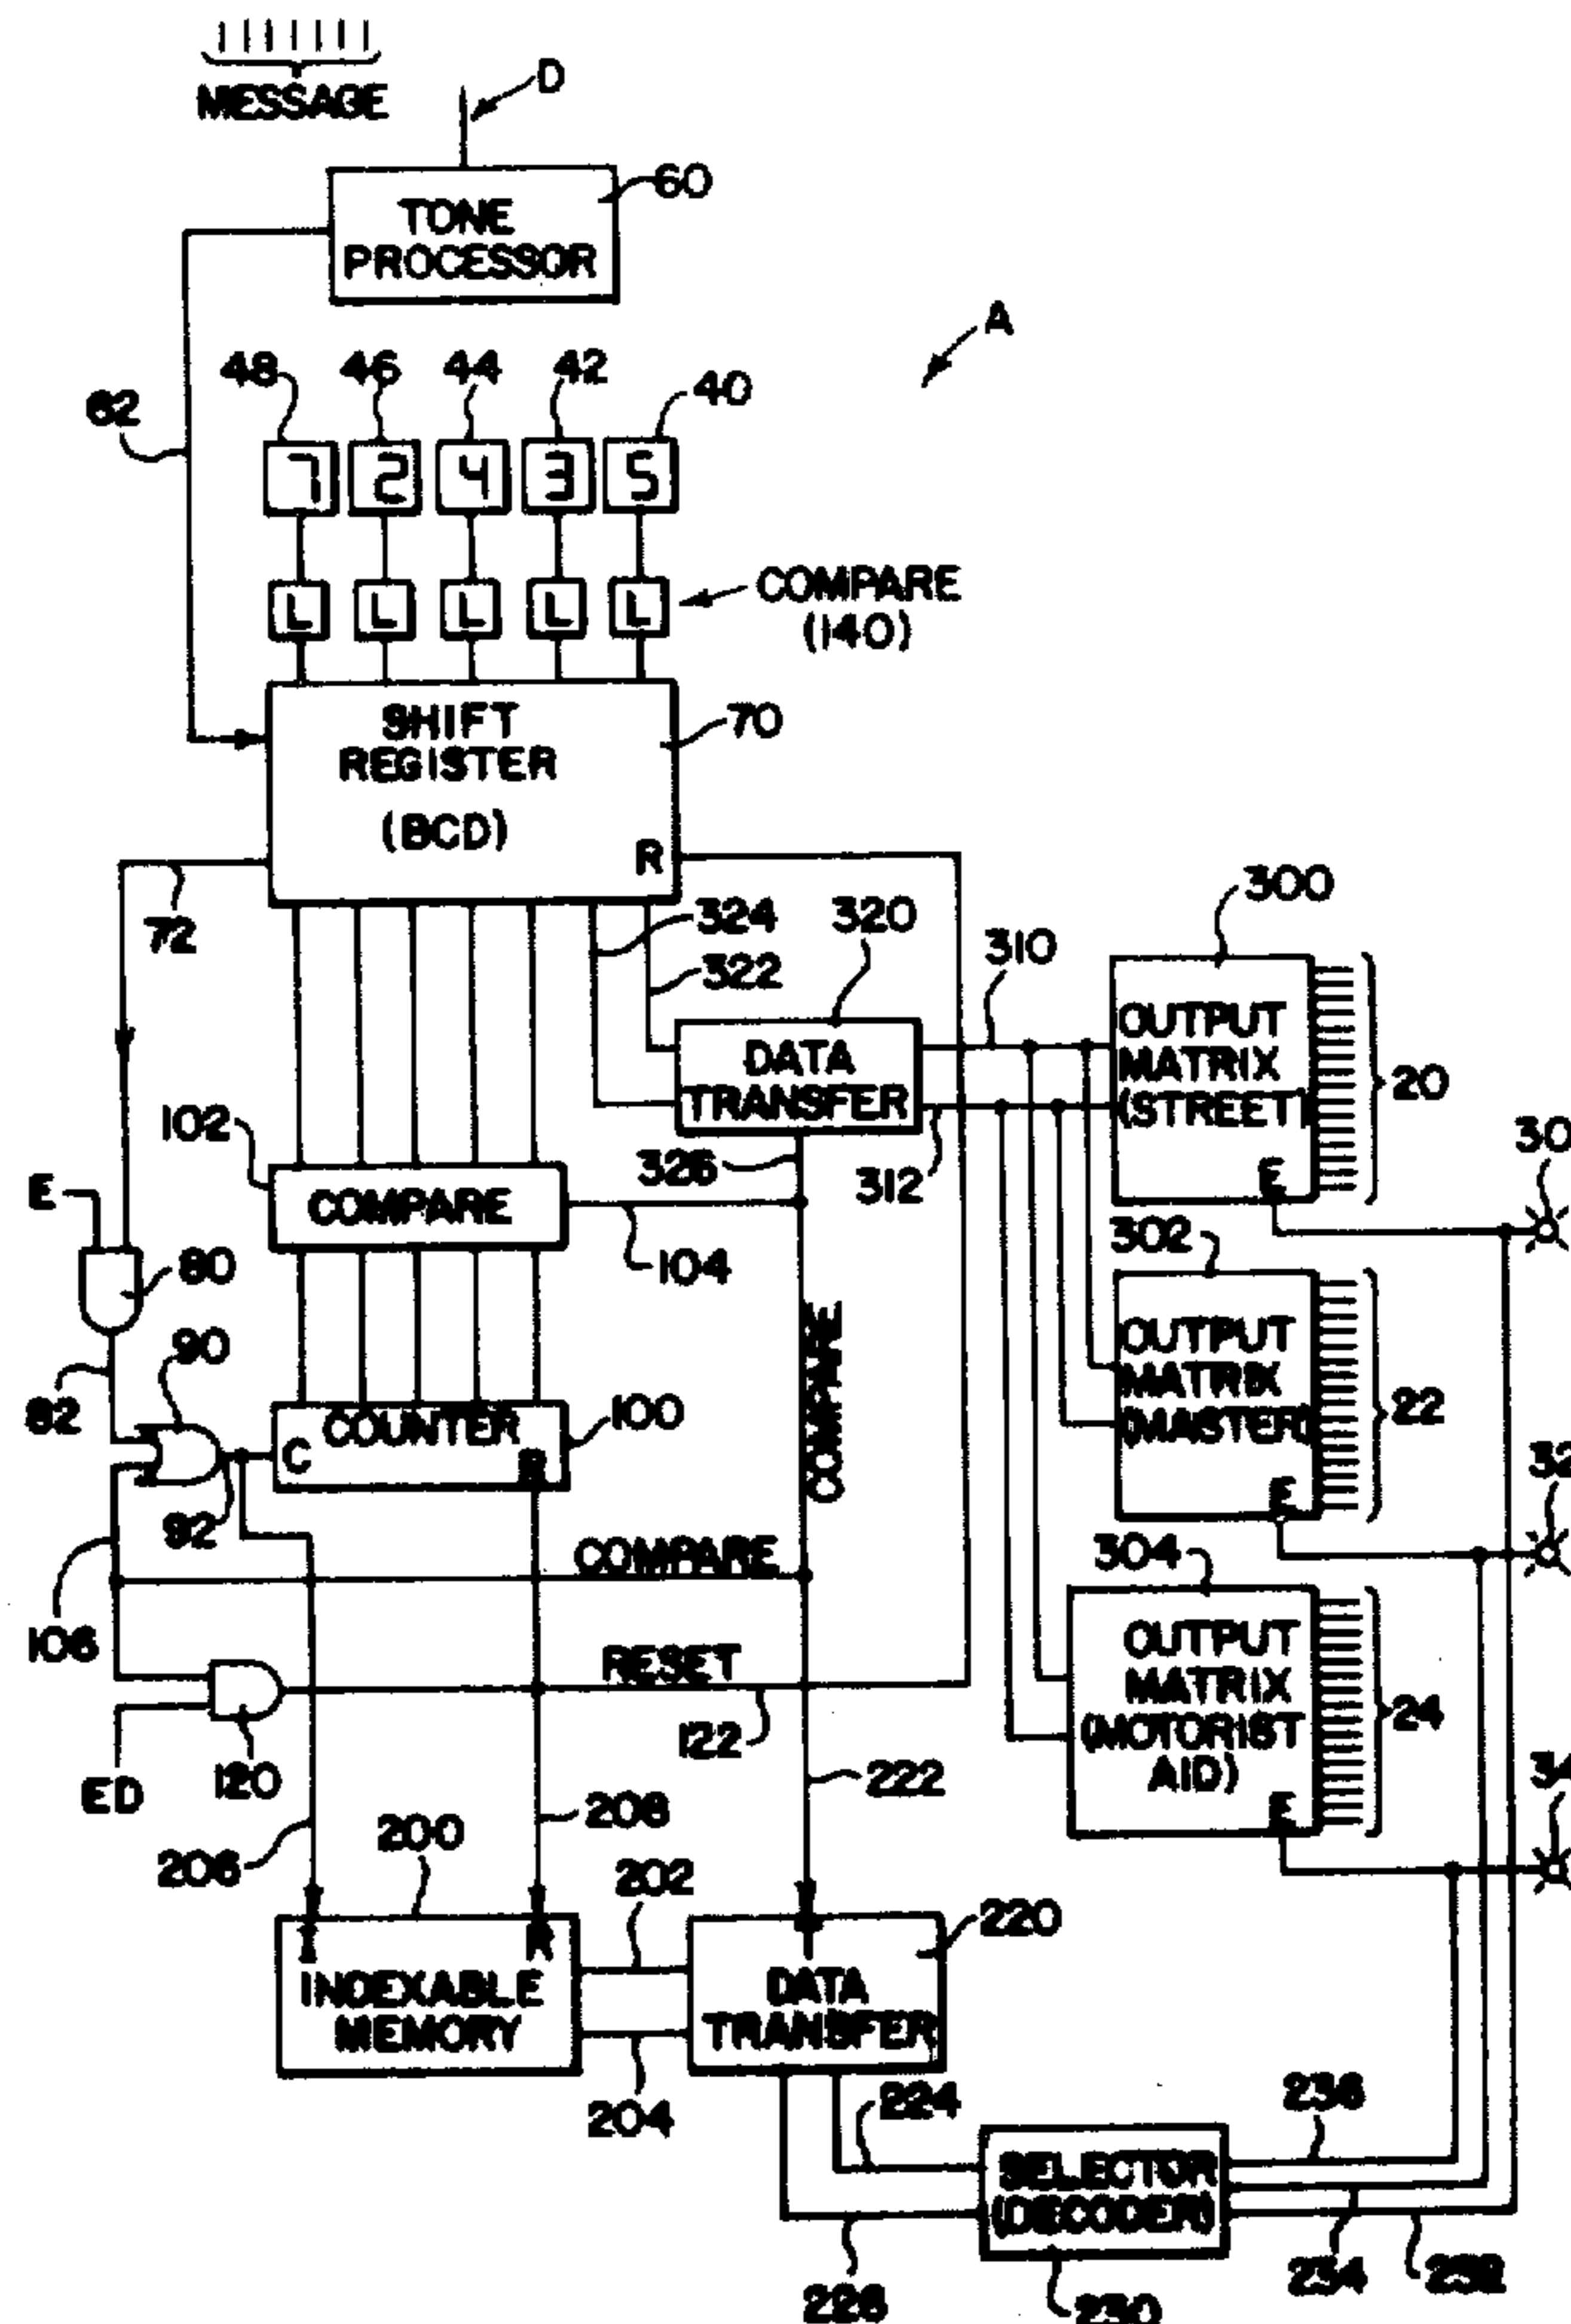 MESSAGE
D
60
TONE
PROCESSOR
A
48 46 44 42 40
62
7 2 4 3 5
L L L L L
COMPARE
(140)
SHIFT
REGISTER
(BCD)
R
70
72
324
322
320
310
300
DATA
TRANSFER
OUTPUT
MATRIX
(STREET)
E
20
30
102
COMPARE
326
312
104
E
80
302
OUTPUT
MATRIX
(MASTER)
E
22
32
90
82
COUNTER
C
R
100
92
COMPARE
COMPARE
106
304
OUTPUT
MATRIX
(MOTORIST
AID)
E
24
34
RESET
122
ED
120
222
208
206
200
202
220
I
R
INDEXABLE
MEMORY
DATA
TRANSFER
204
224
236
SELECTOR
(DECODER)
226
230
234
232